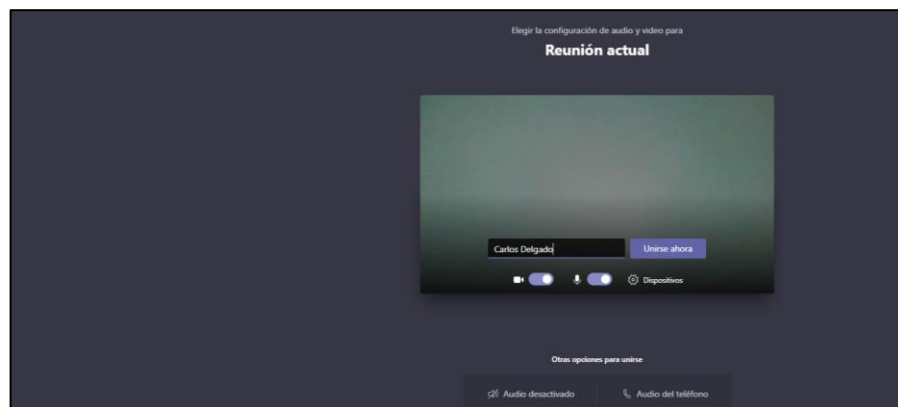 Elegir la configuración de audio y video para
Reunión actual
Carlos Delgado
Unirse ahora
Dispositivos
Otras opciones para unirse
Audio desactivado
Audio del teléfono